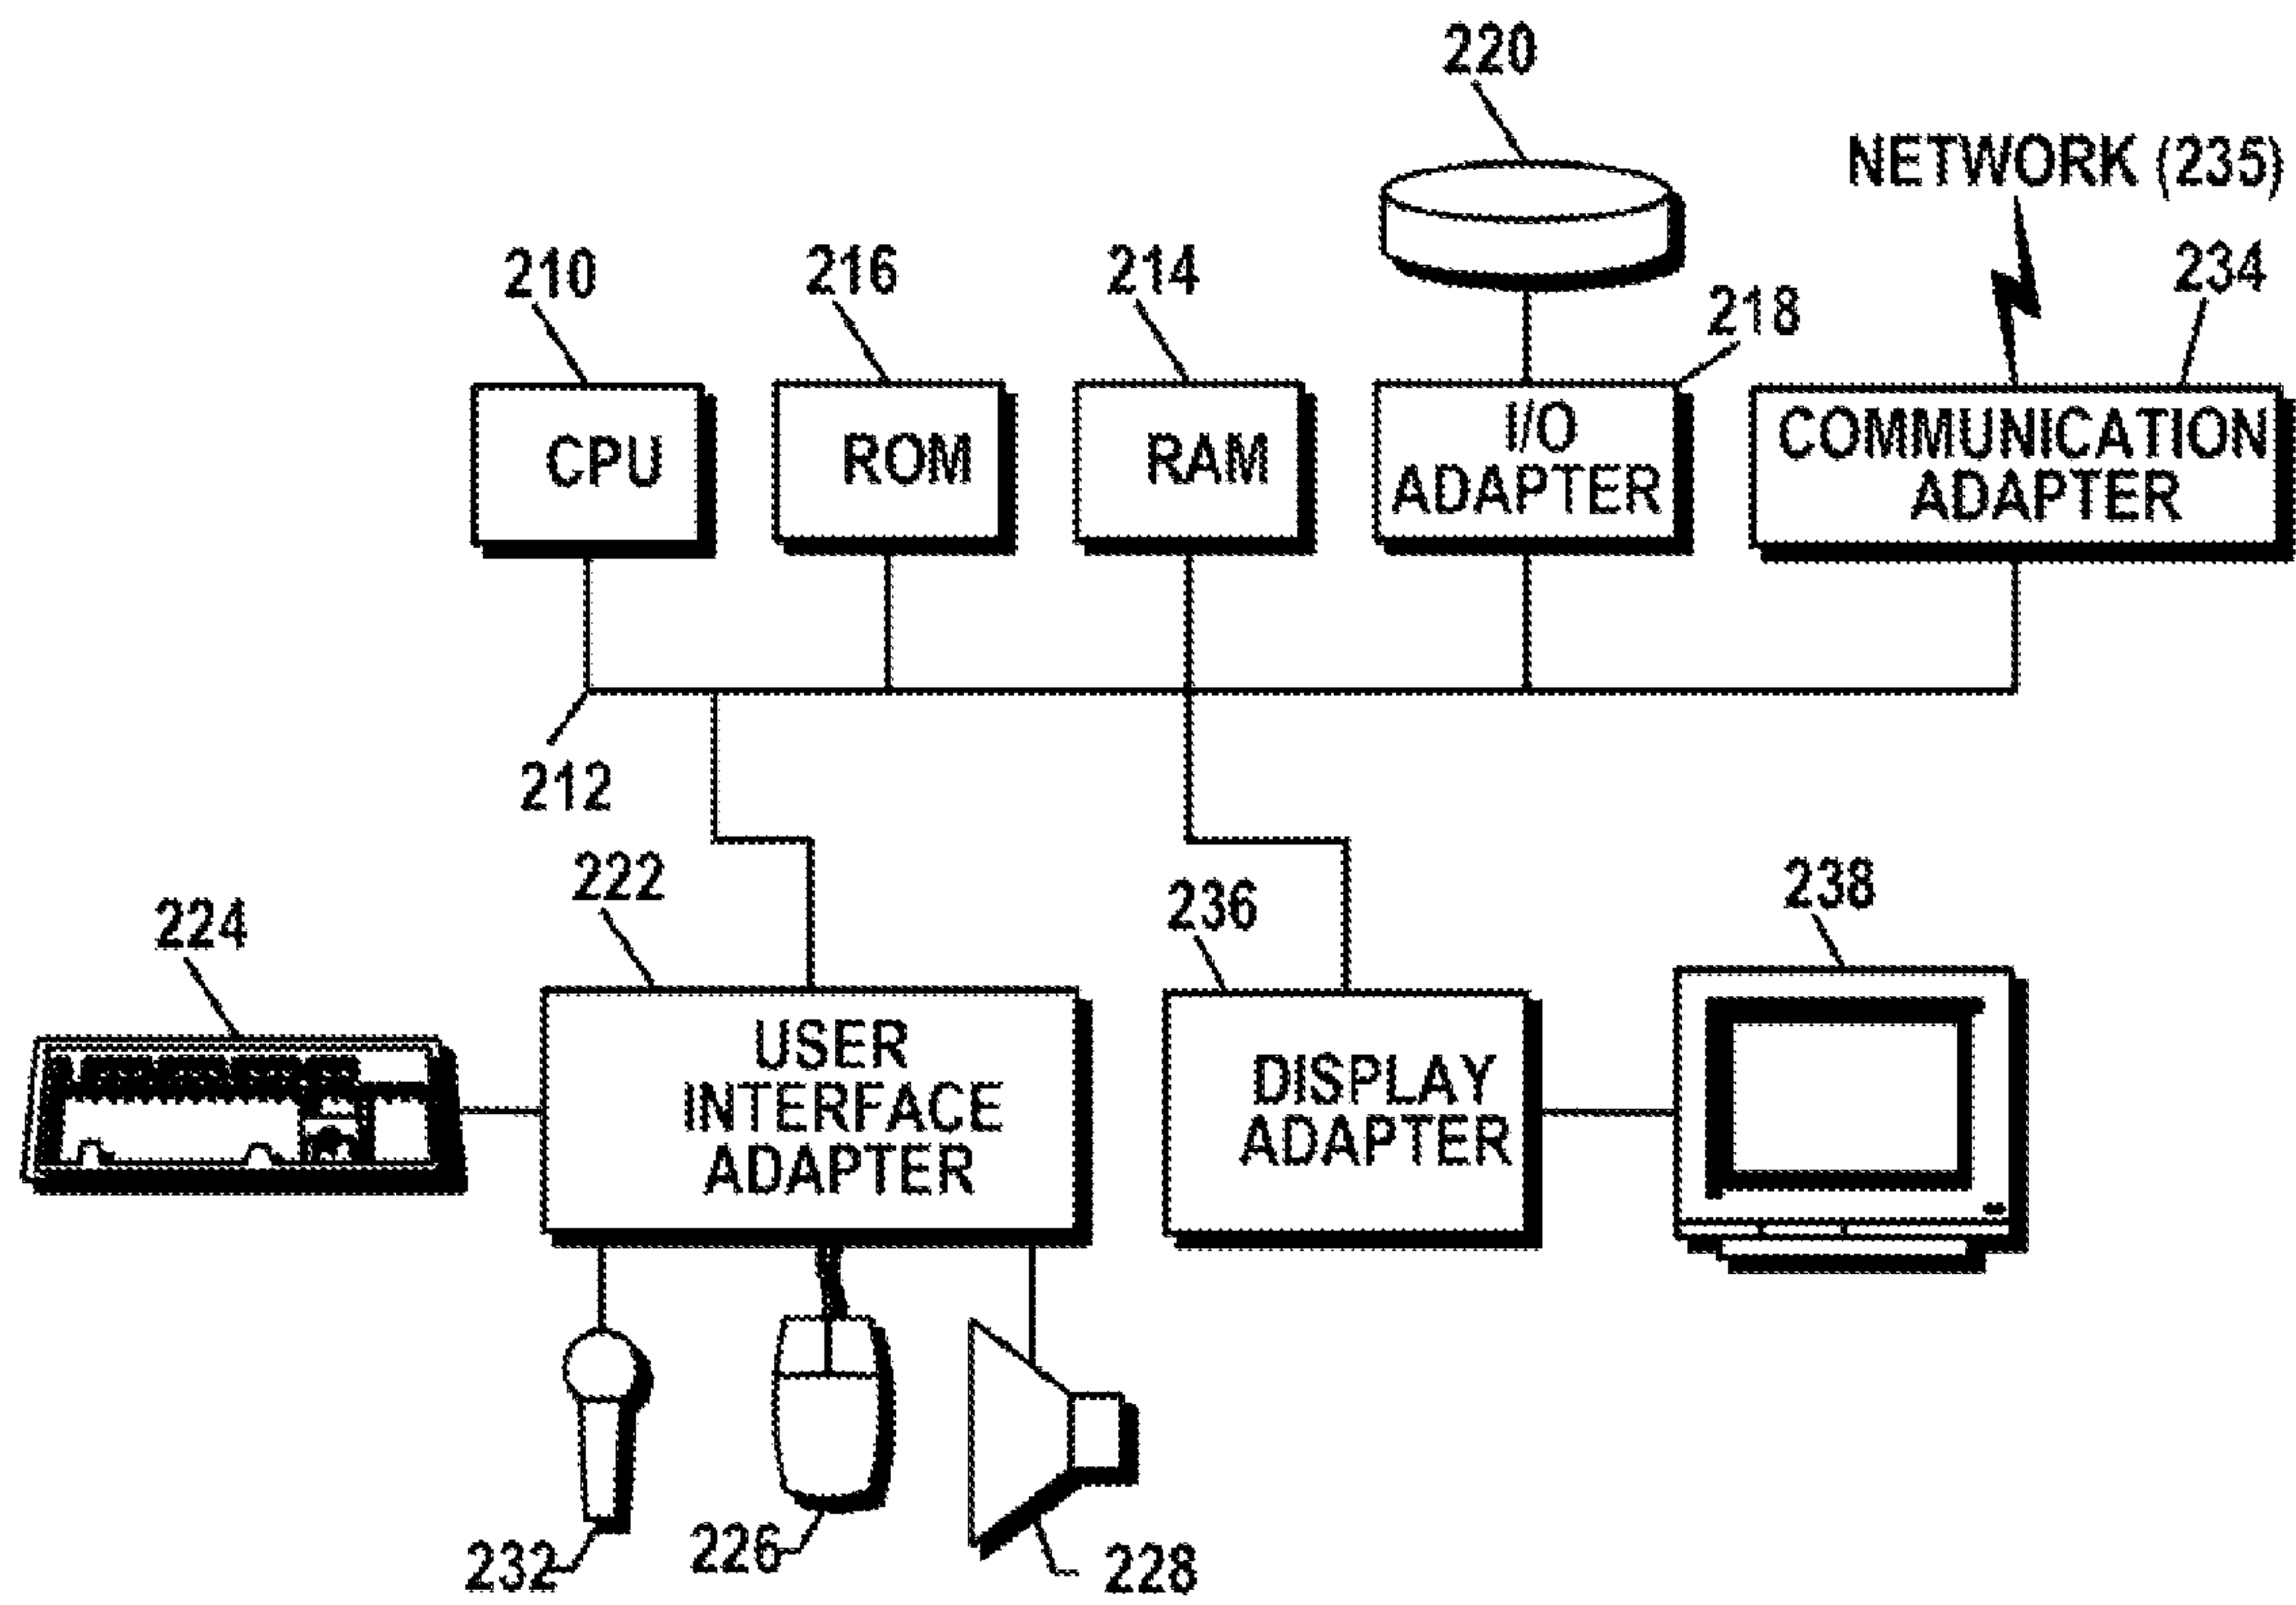 220
NETWORK (235)
210
216
214
218
234
CPU
ROM
RAM
I/O
ADAPTER
COMMUNICATION
ADAPTER
212
222
224
236
238
USER
INTERFACE
ADAPTER
DISPLAY
ADAPTER
232
226
228